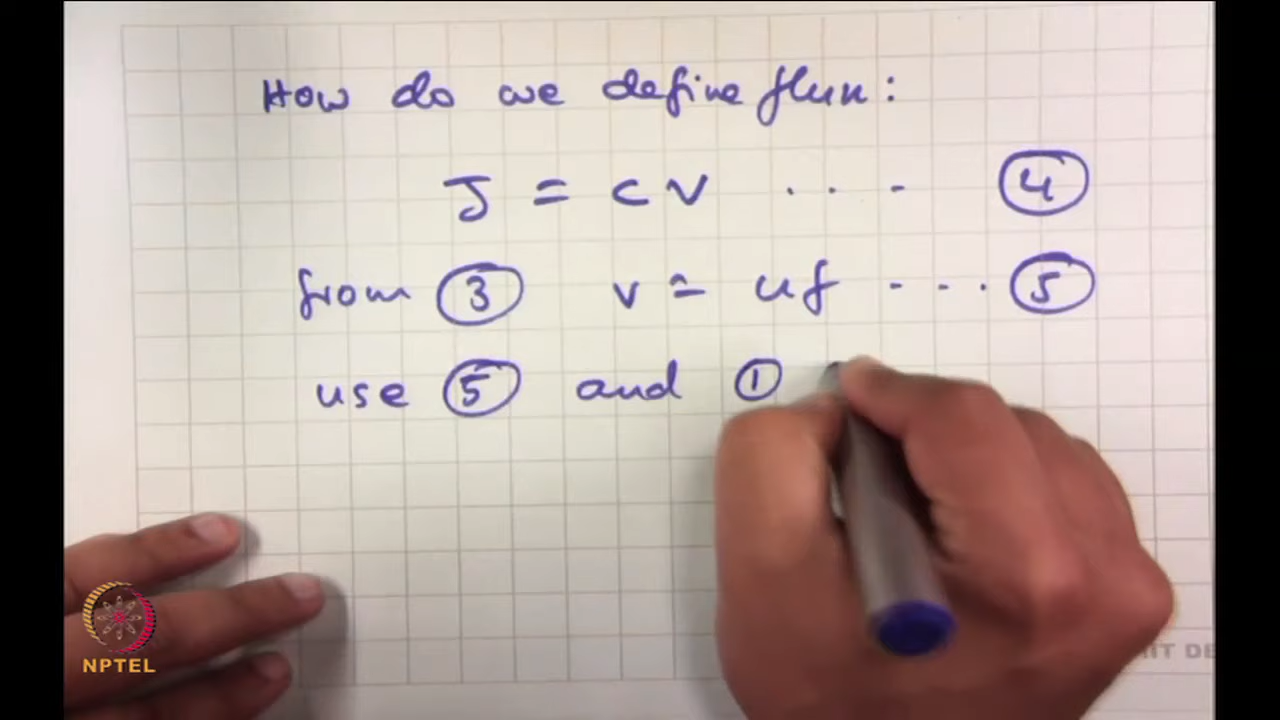 How do we define flux:
J = cv . . . ④
from ③ v = uf - - - . ⑤
use ⑤ and ①
NPTEL